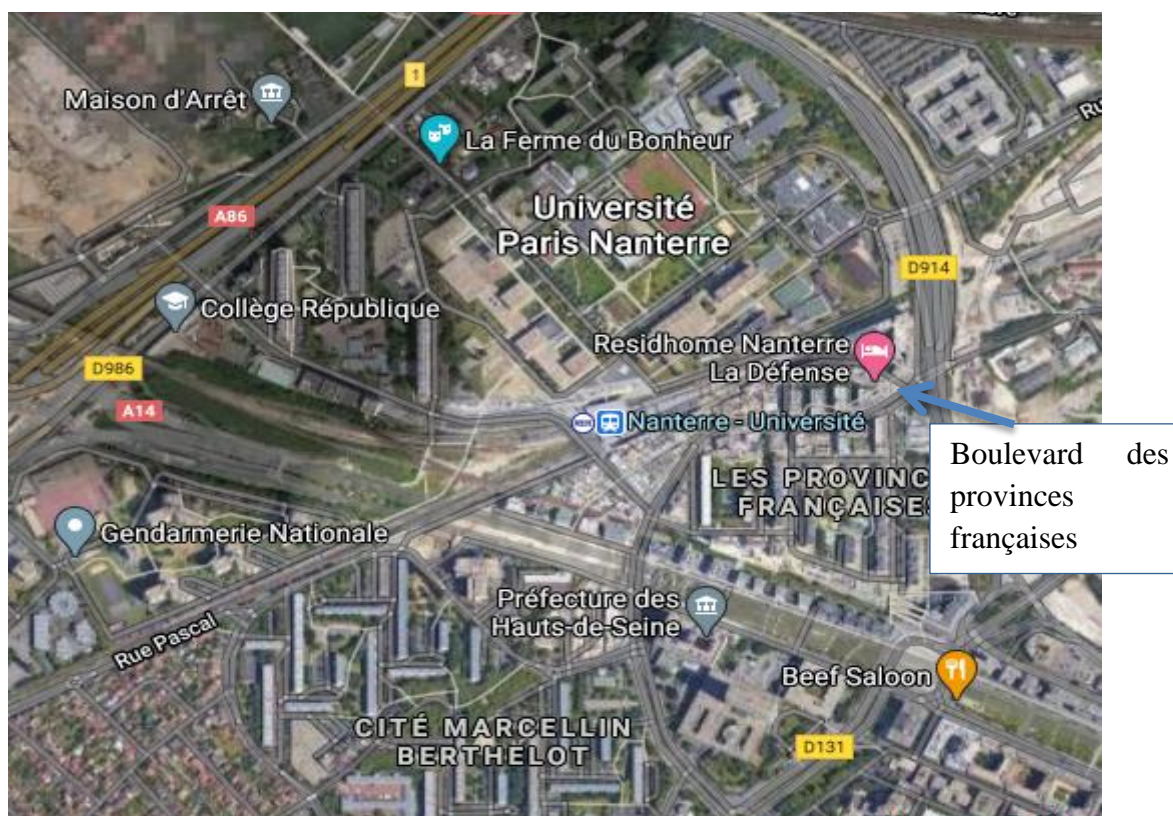 1
Maison d'Arrêt
La Ferme du Bonheur
Ru
A86
Université
Paris Nanterre
D914
Collège République
Residhome Nanterre
La Défense
D986
A14
Nanterre - Université
Boulevard des
provinces
françaises
LES PROVINC
FRANÇAISES
Gendarmerie Nationale
Préfecture des
Hauts-de-Seine
Rue Pascal
Beef Saloon
CITÉ MARCELLIN
BERTHELOT
D131